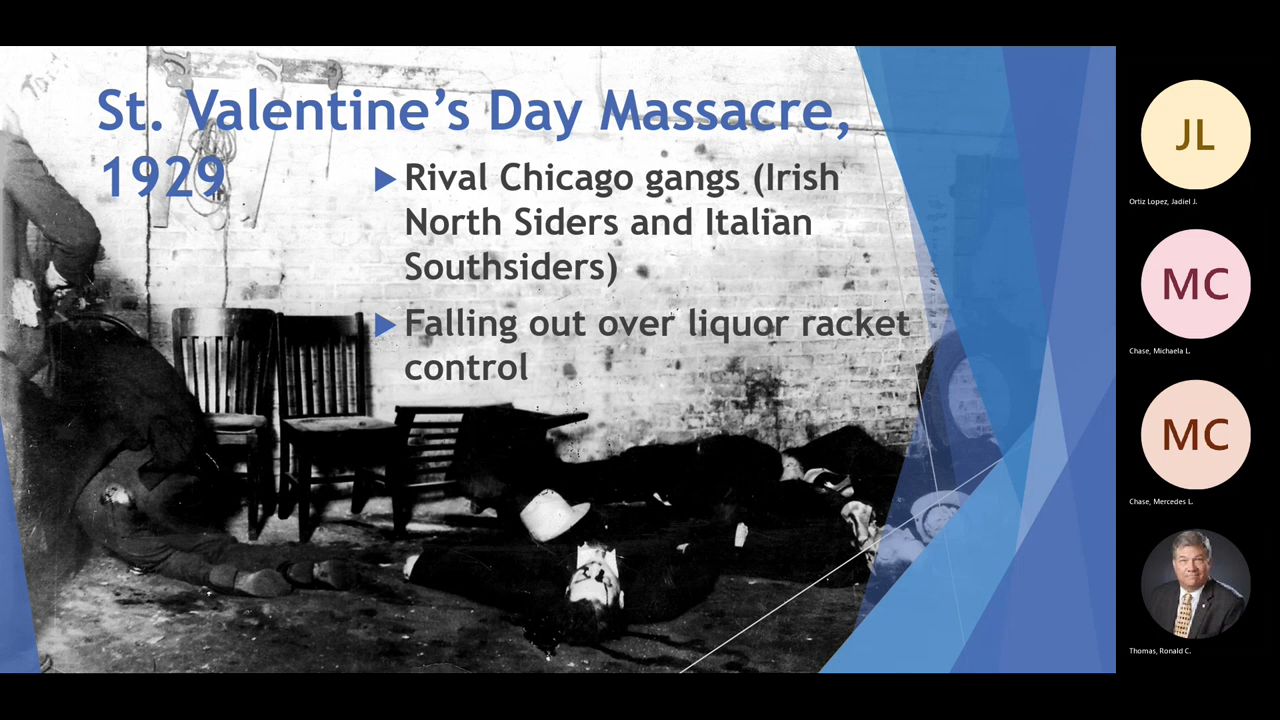 St. Valentine’s Day Massacre,
1929
Rival Chicago gangs (Irish
North Siders and Italian
Southsiders)
Falling out over liquor racket
control
JL
Ortiz Lopez, Jadiel J.
MC
Chase, Michaela L.
MC
Chase, Mercedes L.
Thomas, Ronald C.